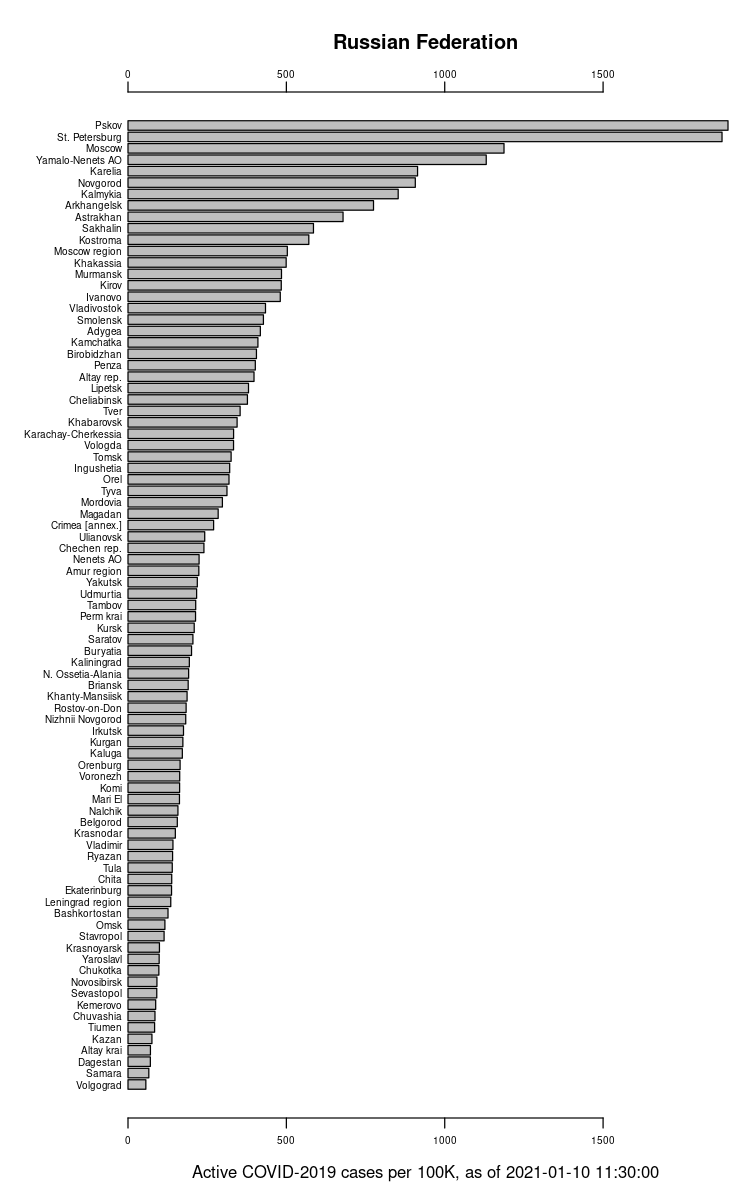 Russian Federation
0 500 1000 1500
Pskov
St. Petersburg
Moscow
Yamalo-Nenets AO
Karelia
Novgorod
Kalmykia
Arkhangelsk
Astrakhan
Sakhalin
Kostroma
Moscow region
Khakassia
Murmansk
Kirov
Ivanovo
Vladivostok
Smolensk
Adygea
Kamchatka
Birobidzhan
Penza
Altay rep.
Lipetsk
Cheliabinsk
Tver
Khabarovsk
Karachay-Cherkessia
Vologda
Tomsk
Ingushetia
Orel
Tyva
Mordovia
Magadan
Crimea [annex.]
Ulianovsk
Chechen rep.
Nenets AO
Amur region
Yakutsk
Udmurtia
Tambov
Perm krai
Kursk
Saratov
Buryatia
Kaliningrad
N. Ossetia-Alania
Briansk
Khanty-Mansiisk
Rostov-on-Don
Nizhnii Novgorod
Irkutsk
Kurgan
Kaluga
Orenburg
Voronezh
Komi
Mari El
Nalchik
Belgorod
Krasnodar
Vladimir
Ryazan
Tula
Chita
Ekaterinburg
Leningrad region
Bashkortostan
Omsk
Stavropol
Krasnoyarsk
Yaroslavl
Chukotka
Novosibirsk
Sevastopol
Kemerovo
Chuvashia
Tiumen
Kazan
Altay krai
Dagestan
Samara
Volgograd
0 500 1000 1500
Active COVID-2019 cases per 100K, as of 2021-01-10 11:30:00